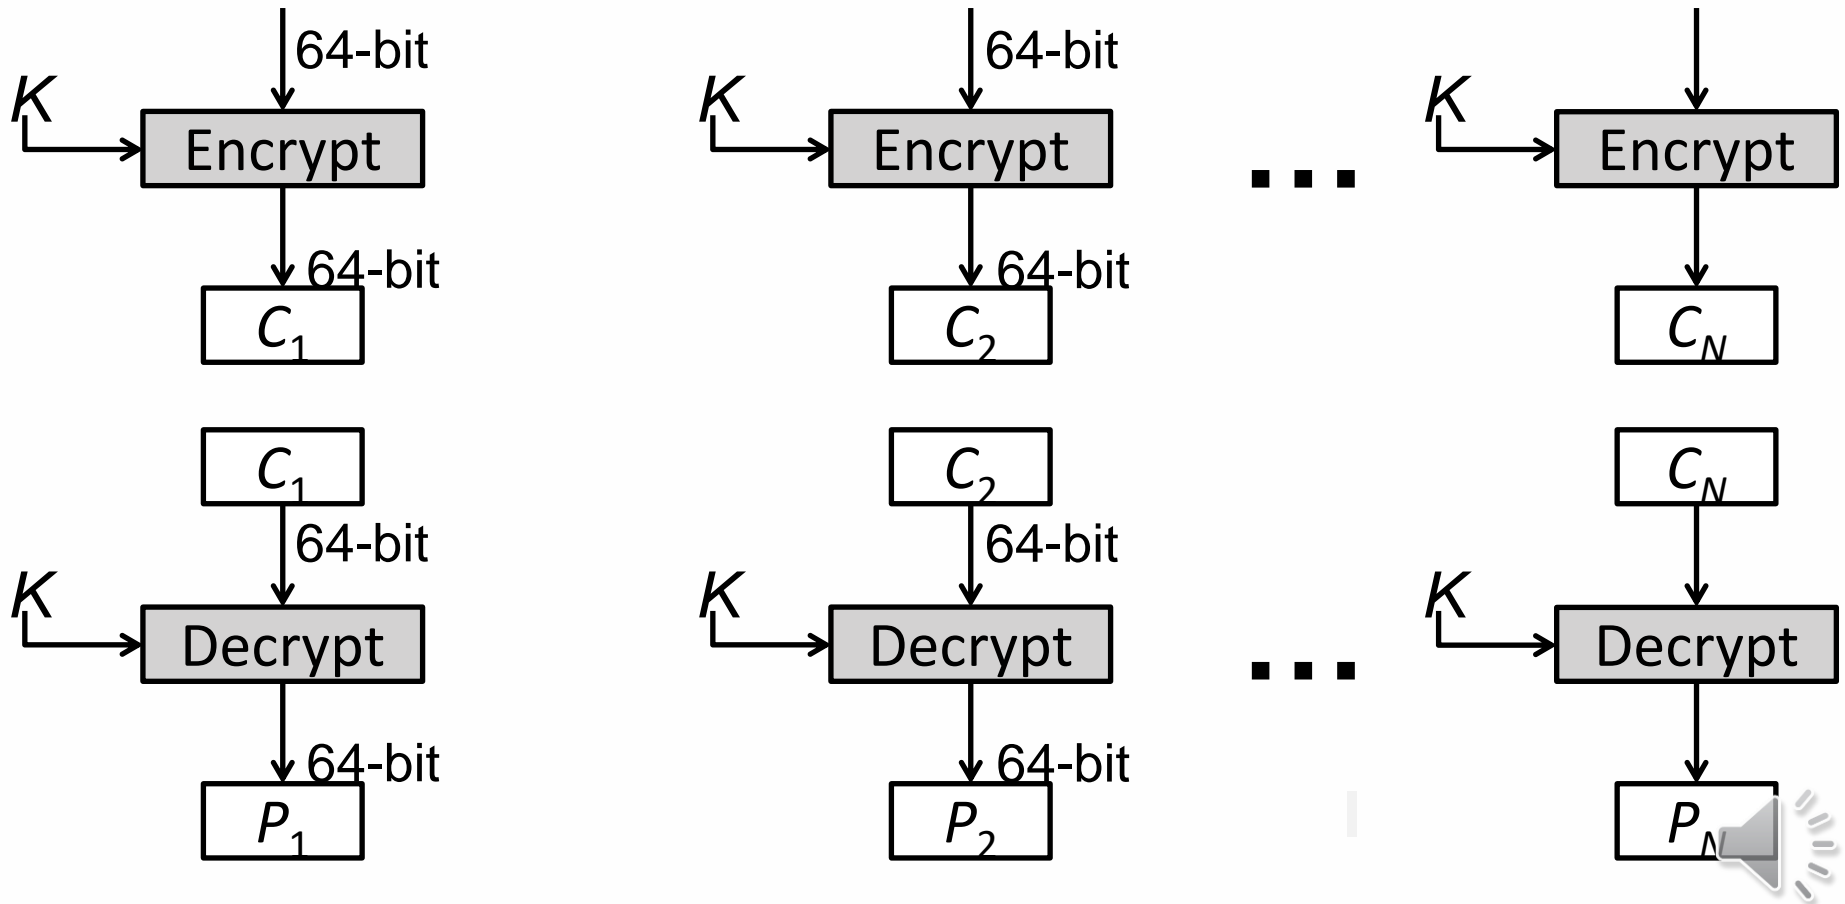 64-bit 64-bit
K K K
Encrypt Encrypt ... Encrypt
64-bit 64-bit
C1 C2 CN
C1 C2 CN
64-bit 64-bit
K K K
Decrypt Decrypt ... Decrypt
64-bit 64-bit
P1 P2 PN